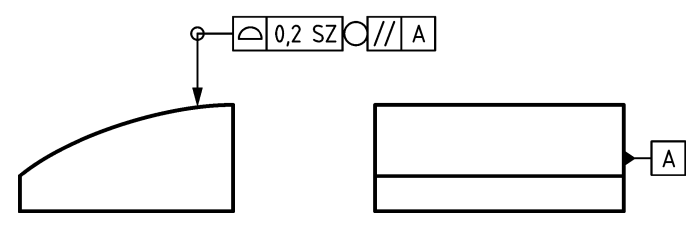 ⌓ 0,2 SZ ○ // A
A